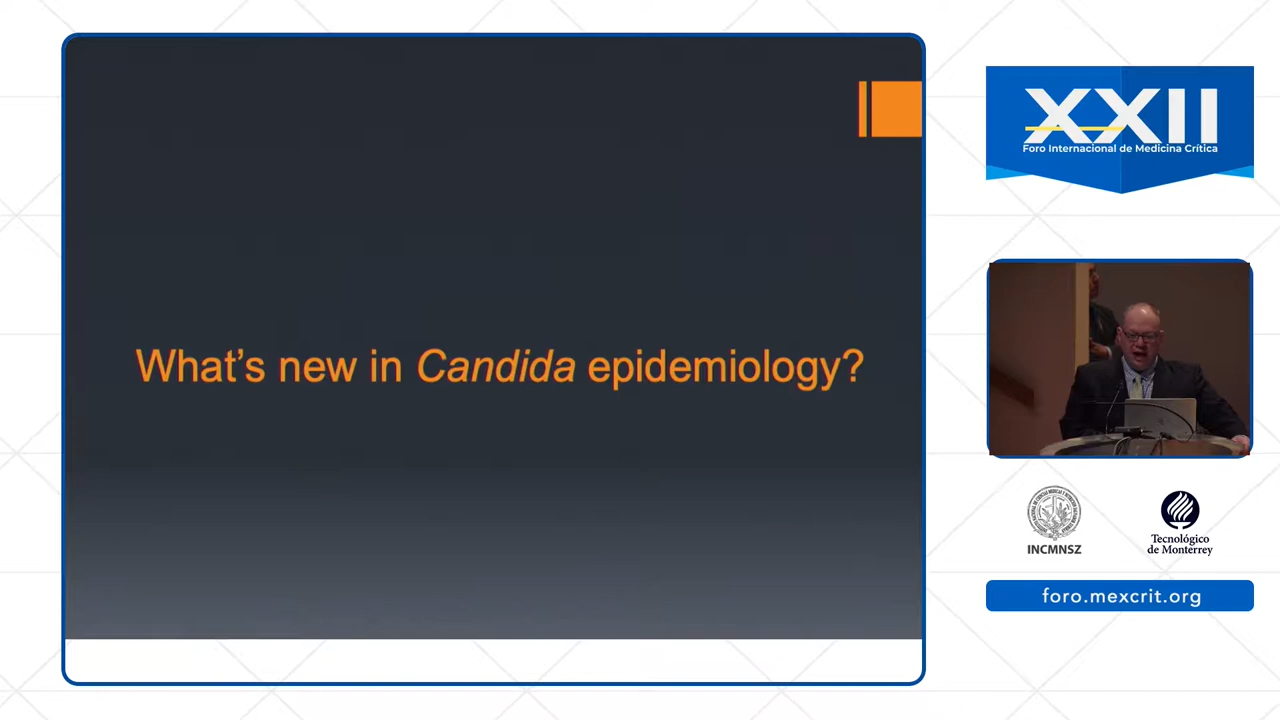 What's new in Candida epidemiology?
XXII
Foro Internacional de Medicina Crítica
INCMNSZ
Tecnológico
de Monterrey
foro.mexcrit.org